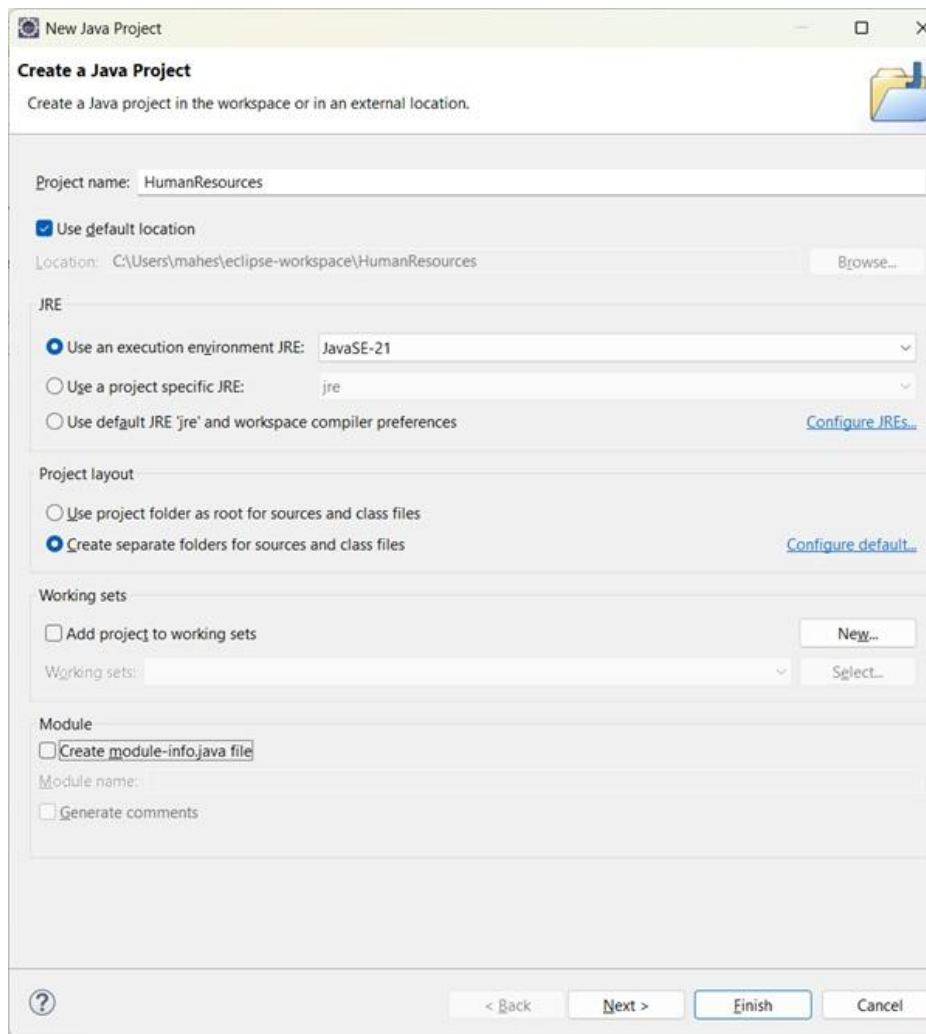 New Java Project
Create a Java Project
Create a Java project in the workspace or in an external location.
Project name: HumanResources
Use default location
Location: C:\Users\mahes\eclipse-workspace\HumanResources Browse...
JRE
Use an execution environment JRE: JavaSE-21
Use a project specific JRE: jre
Use default JRE 'jre' and workspace compiler preferences Configure JREs...
Project layout
Use project folder as root for sources and class files
Create separate folders for sources and class files Configure default...
Working sets
Add project to working sets New...
Working sets: Select...
Module
Create module-info.java file
Module name:
Generate comments
? < Back Next > Finish Cancel